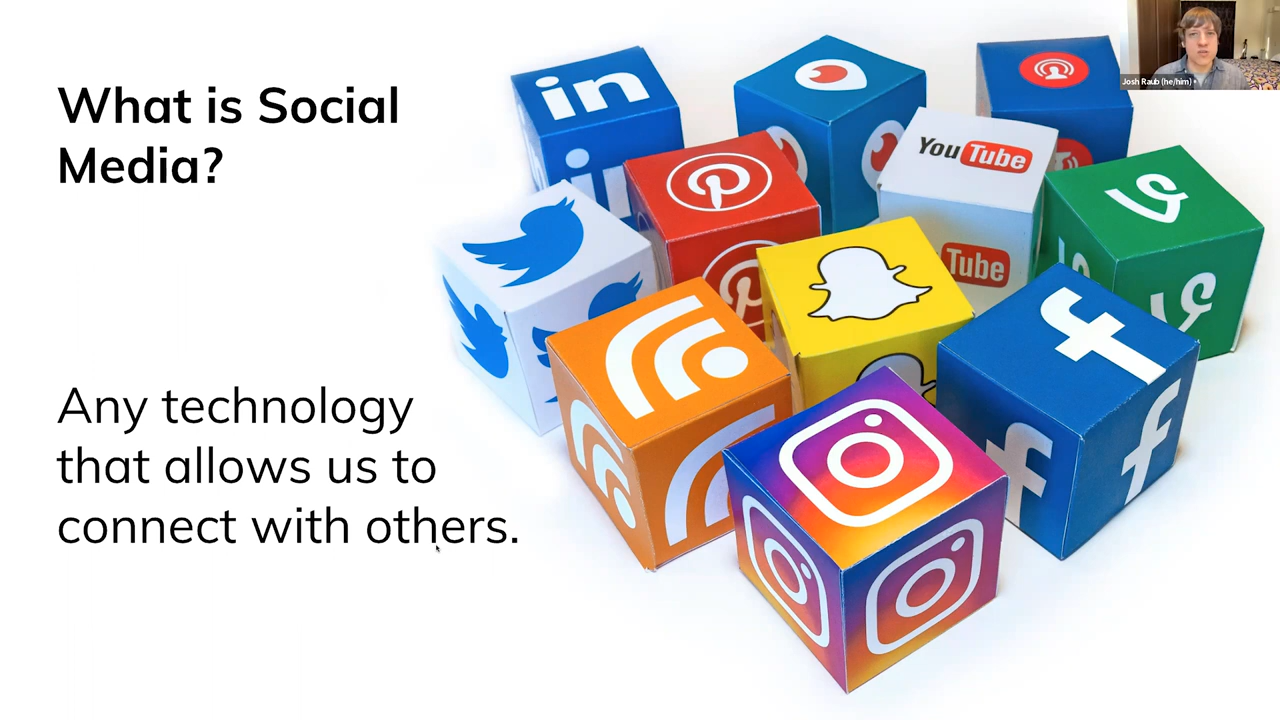 What is Social
Media?
Any technology
that allows us to
connect with others.
in
in
YouTube
Tube
Josh Raub (he/him)